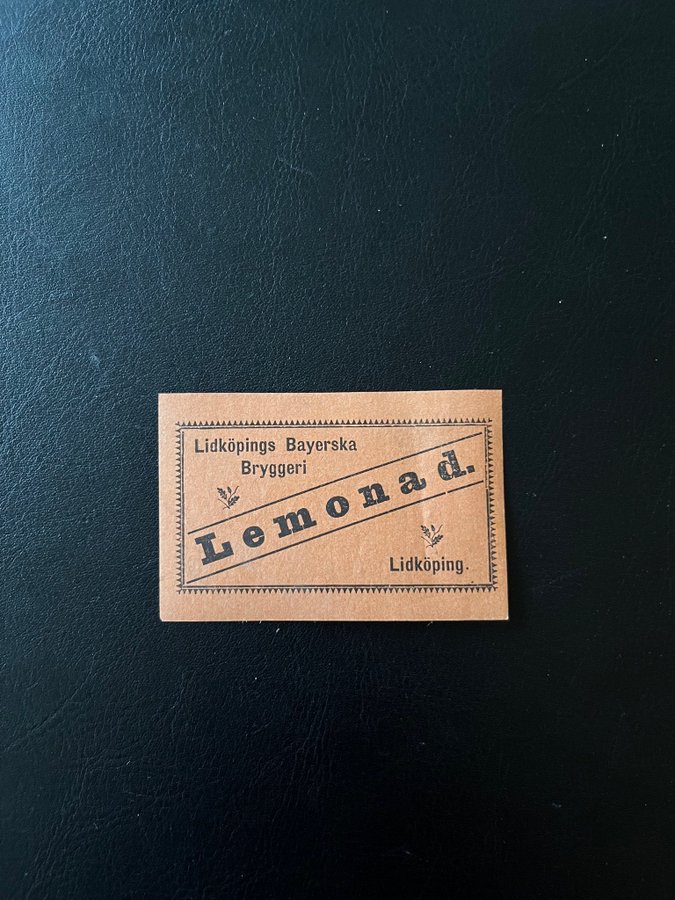 Lidköpings Bayerska
Bryggeri
Lemonad.
Lidköping.